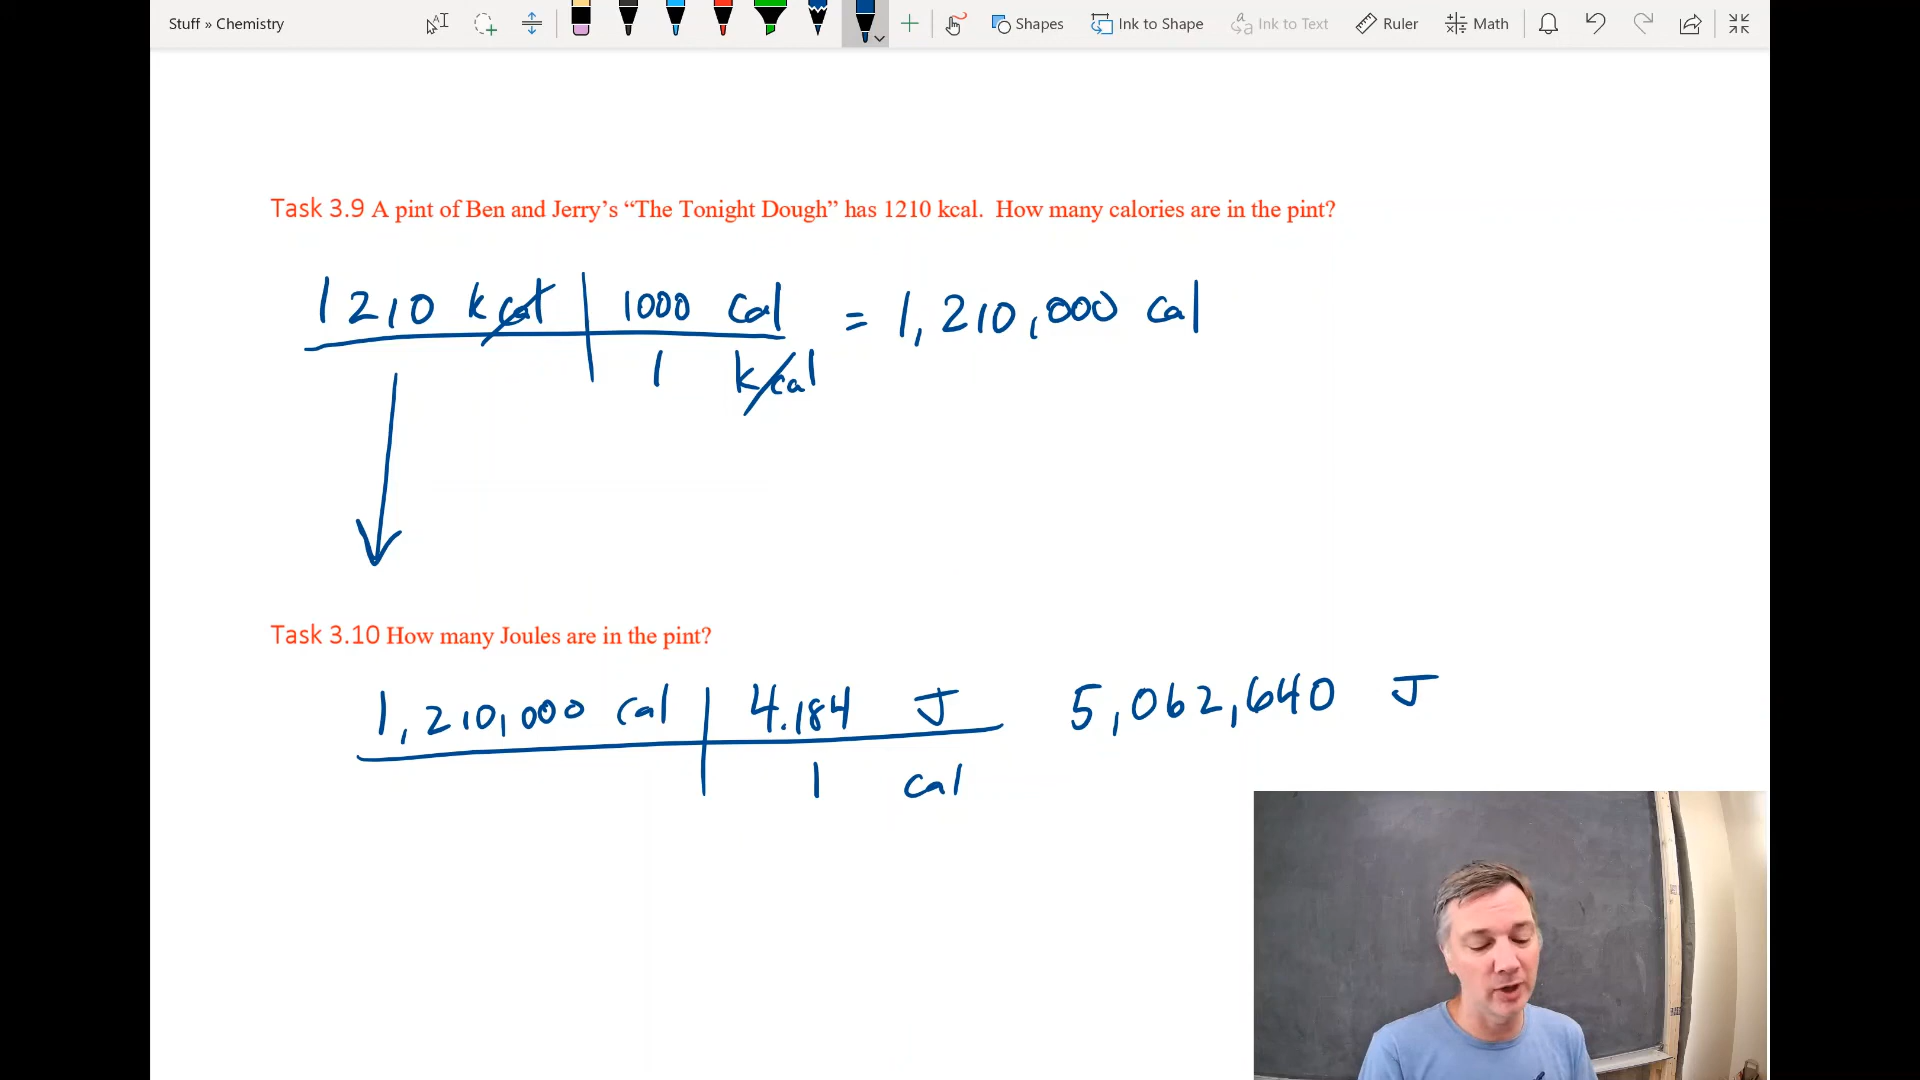 Stuff » Chemistry
Shapes Ink to Shape Ink to Text Ruler Math
Task 3.9 A pint of Ben and Jerry’s “The Tonight Dough” has 1210 kcal. How many calories are in the pint?
1210 kcal | 1000 cal = 1,210,000 cal
1 kcal
Task 3.10 How many Joules are in the pint?
1,210,000 cal | 4.184 J 5,062,640 J
1 cal